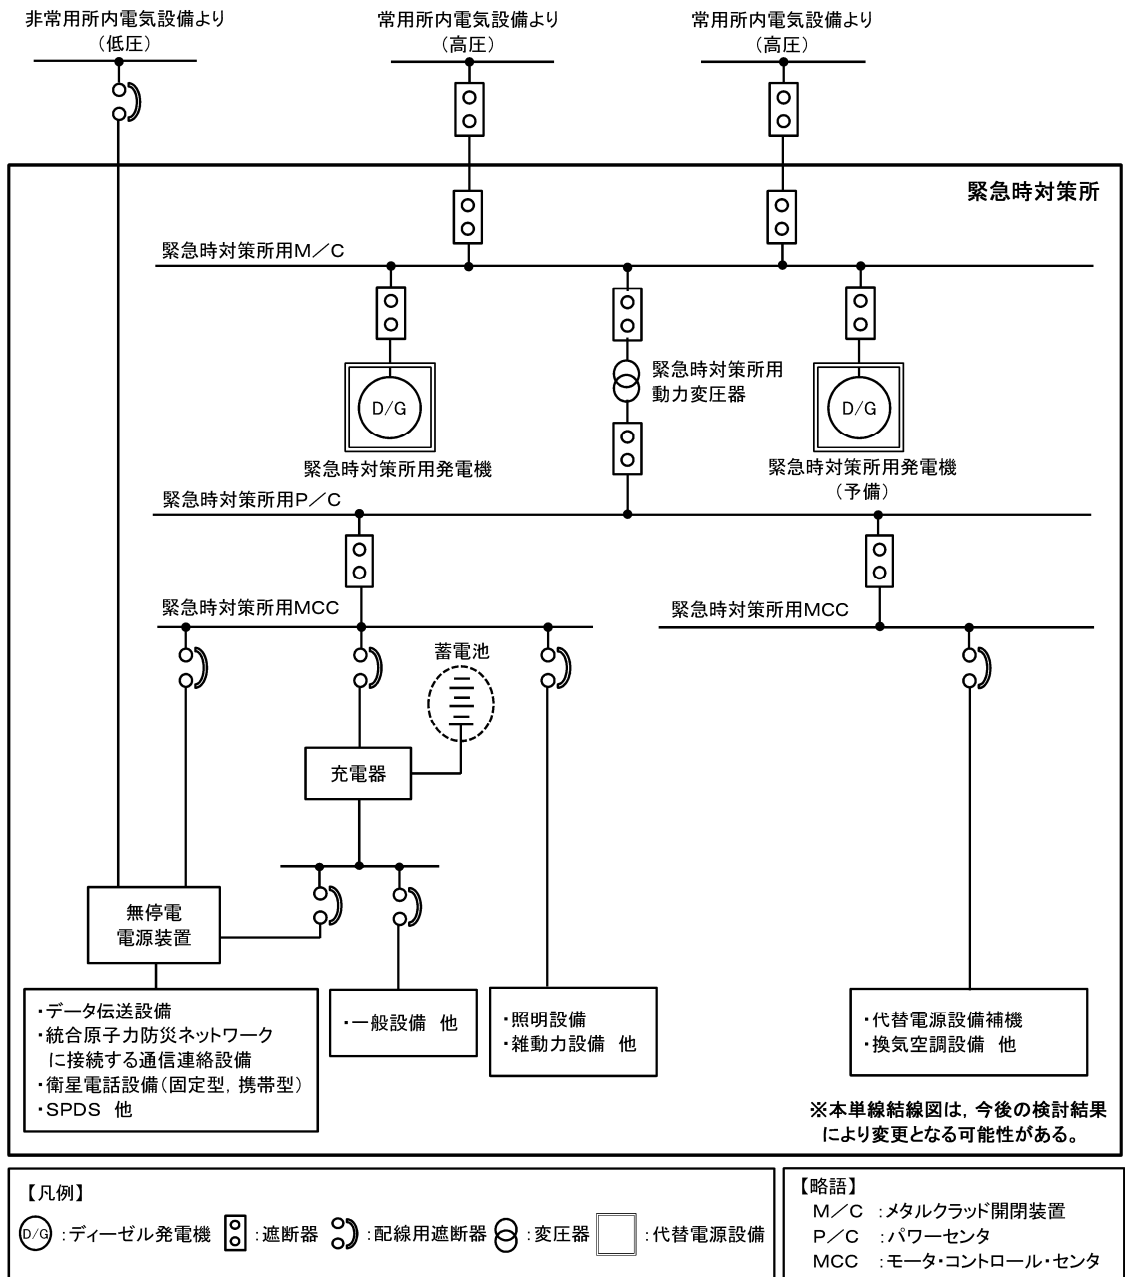 非常用所内電気設備より
（低圧）
常用所内電気設備より
（高圧）
常用所内電気設備より
（高圧）
緊急時対策所
緊急時対策所用M／C
緊急時対策所用
動力変圧器
D/G
D/G
緊急時対策所用発電機
緊急時対策所用発電機
（予備）
緊急時対策所用P／C
緊急時対策所用MCC
緊急時対策所用MCC
蓄電池
充電器
無停電
電源装置
・データ伝送設備
・統合原子力防災ネットワーク
に接続する通信連絡設備
・衛星電話設備（固定型，携帯型）
・SPDS 他
・一般設備 他
・照明設備
・雑動力設備 他
・代替電源設備補機
・換気空調設備 他
※本単線結線図は，今後の検討結果
により変更となる可能性がある。
【凡例】
D/G ：ディーゼル発電機 ：遮断器 ：配線用遮断器 ：変圧器 ：代替電源設備
【略語】
M／C ：メタルクラッド開閉装置
P／C ：パワーセンタ
MCC ：モータ・コントロール・センタ